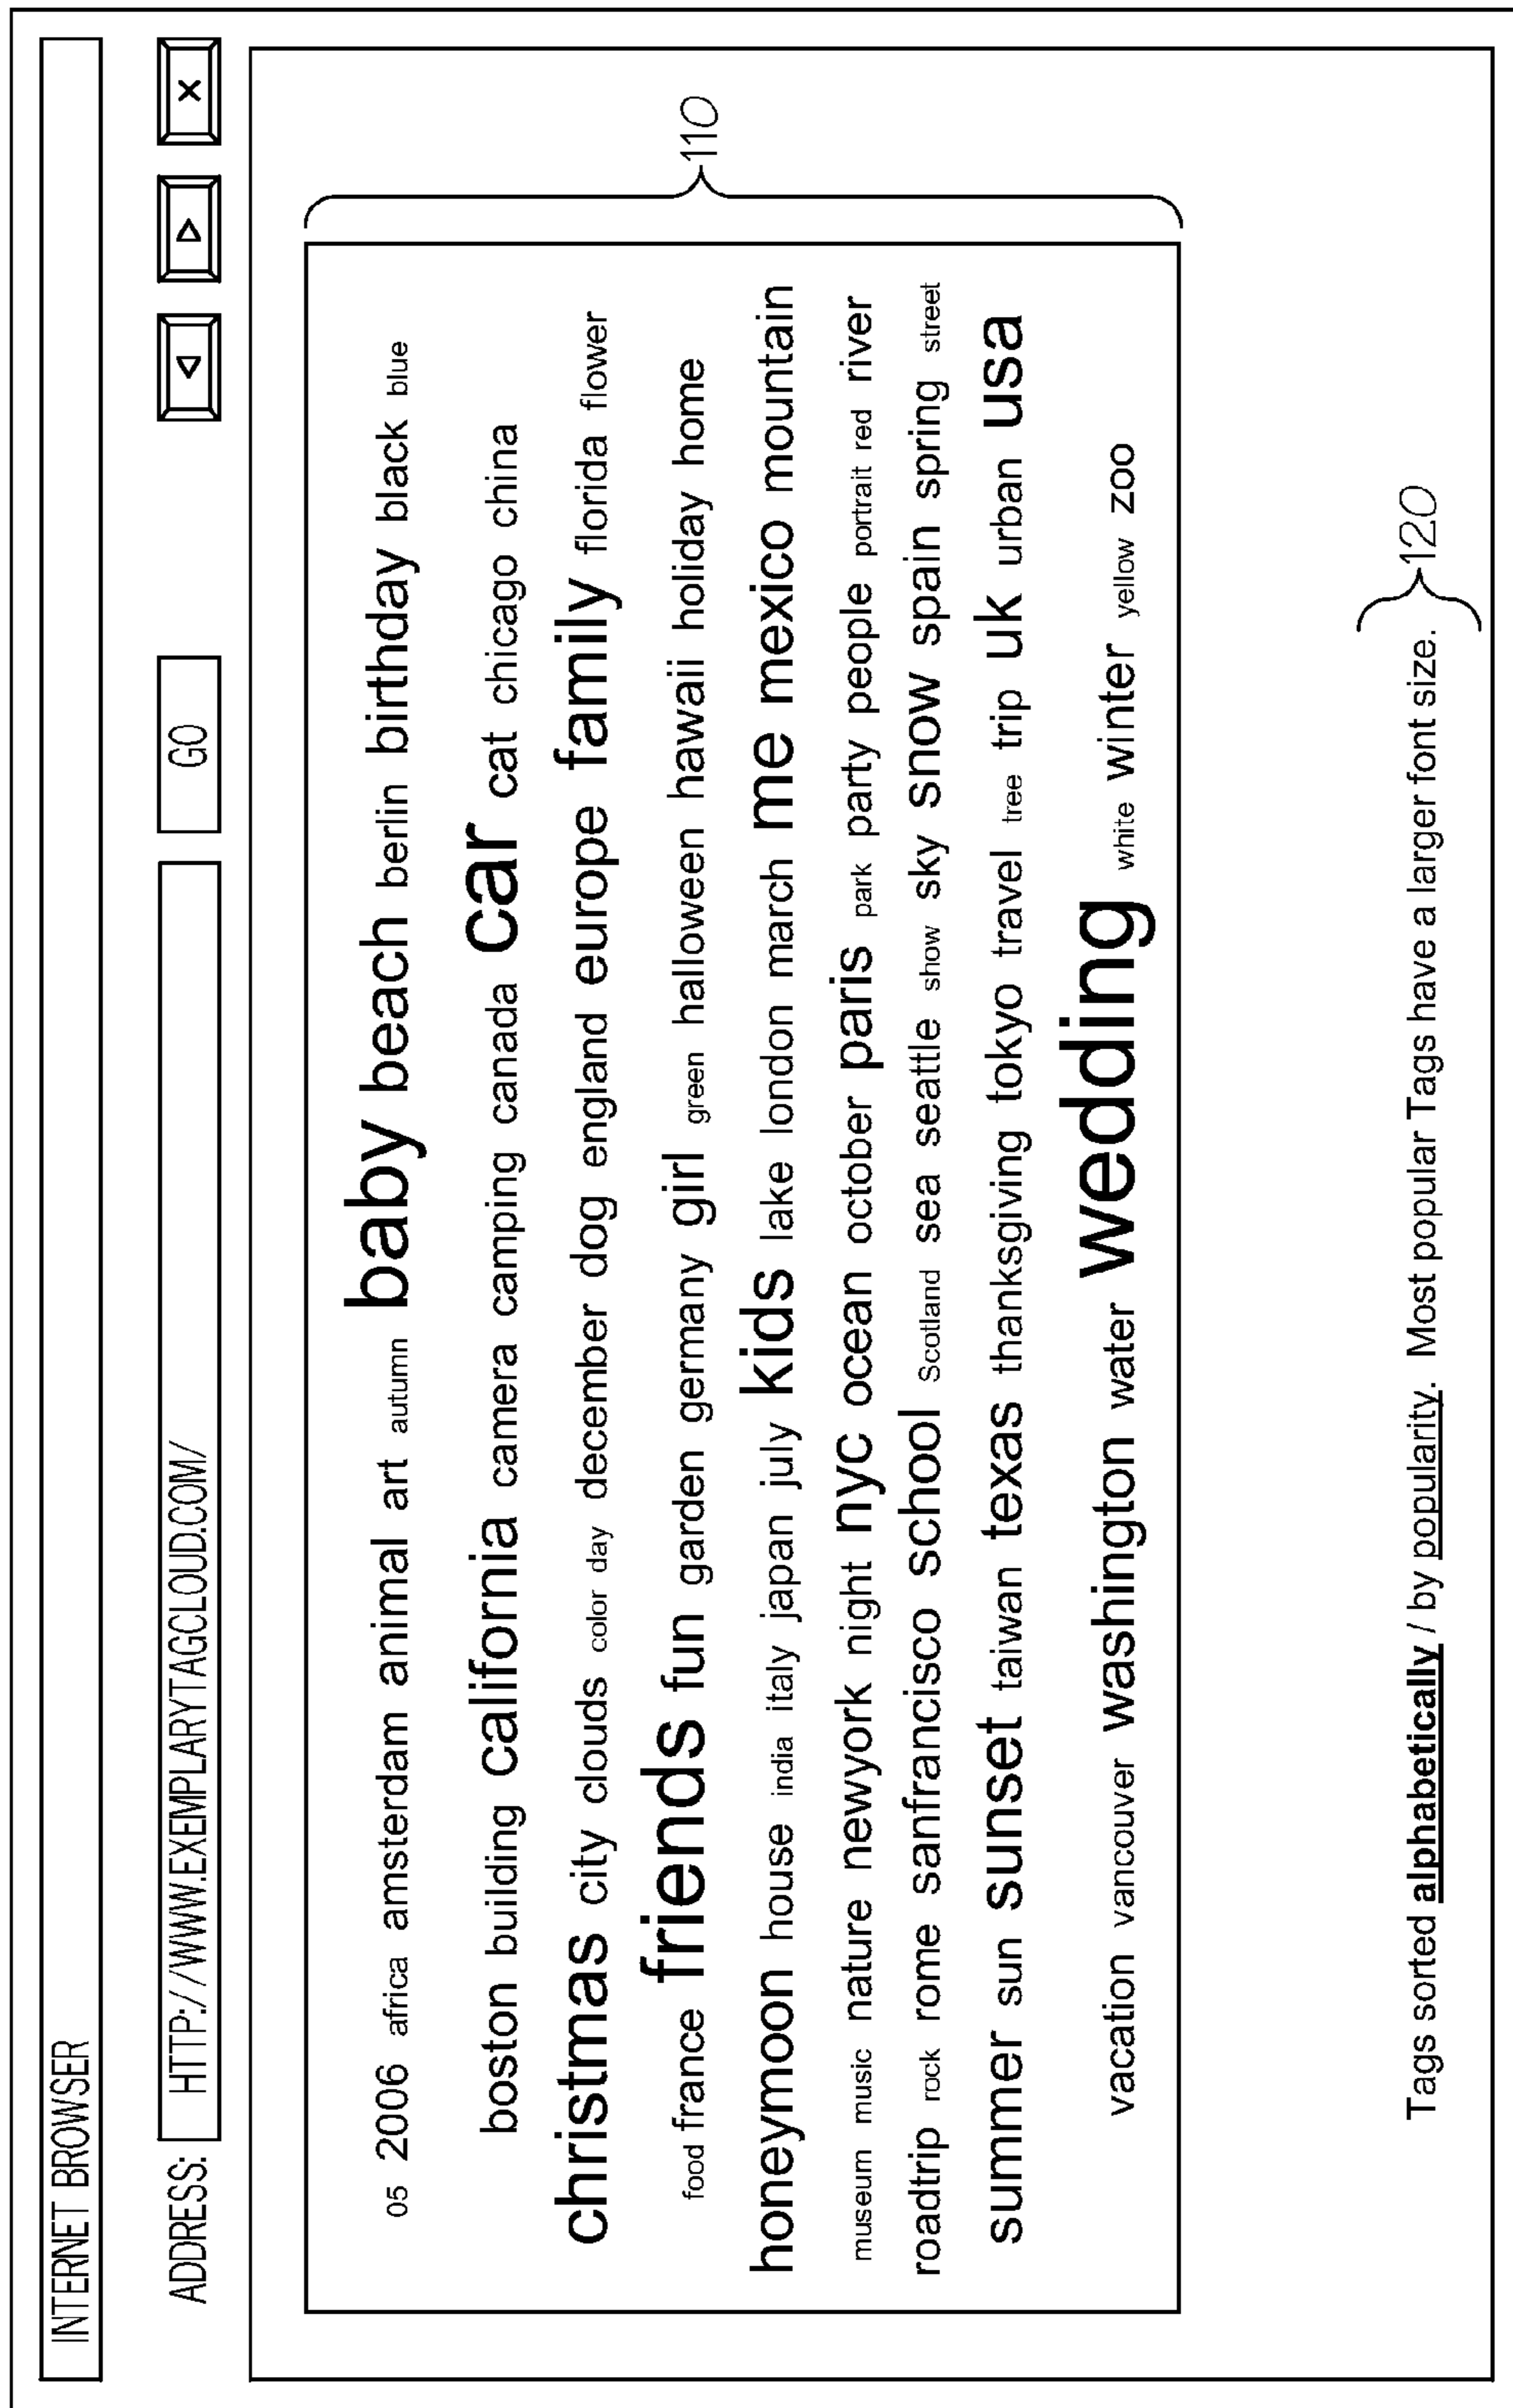 INTERNET BROWSER
ADDRESS: HTTP://WWW.EXEMPLARYTAGCLOUD.COM/ GO
05 2006 africa amsterdam animal art autumn baby beach berlin birthday black blue
boston building california camera camping canada car cat chicago china
christmas city clouds color day december dog england europe family florida flower
food france friends fun garden germany girl green halloween hawaii holiday home
honeymoon house india italy japan july kids lake london march me mexico mountain
museum music nature newyork night nyc ocean october paris park party people portrait red river
roadtrip rock rome sanfrancisco school Scotland sea seattle show sky snow spain spring street
summer sun sunset taiwan texas thanksgiving tokyo travel tree trip uk urban usa
vacation vancouver washington water wedding white winter yellow zoo
110
Tags sorted alphabetically / by popularity. Most popular Tags have a larger font size.
120